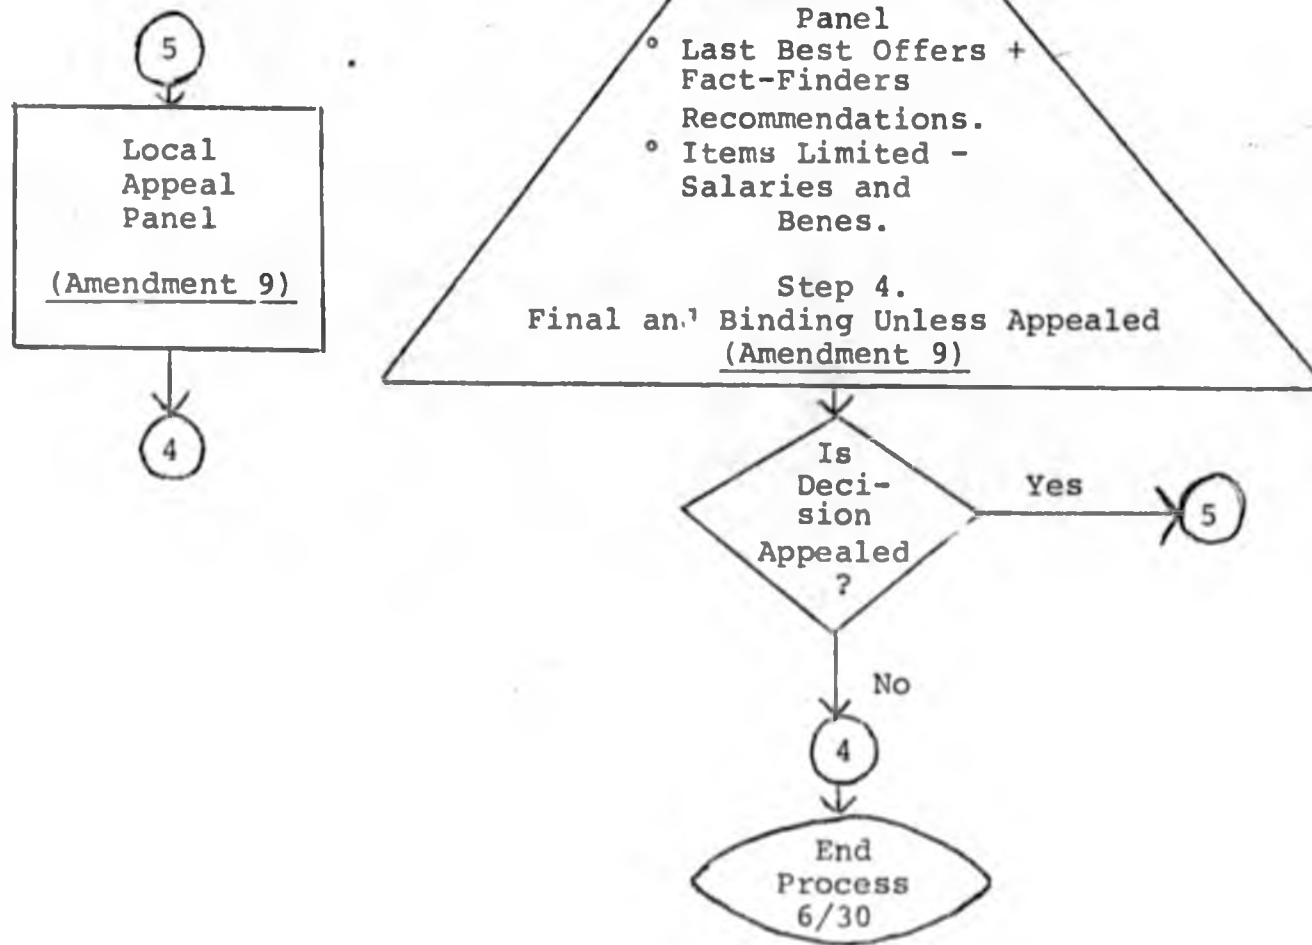 5
Local
Appeal
Panel
(Amendment 9)
4
Panel
° Last Best Offers +
Fact-Finders
Recommendations.
° Items Limited -
Salaries and
Benes.
Step 4.
Final and Binding Unless Appealed
(Amendment 9)
Is
Deci-
sion
Appealed
?
Yes
5
No
4
End
Process
6/30